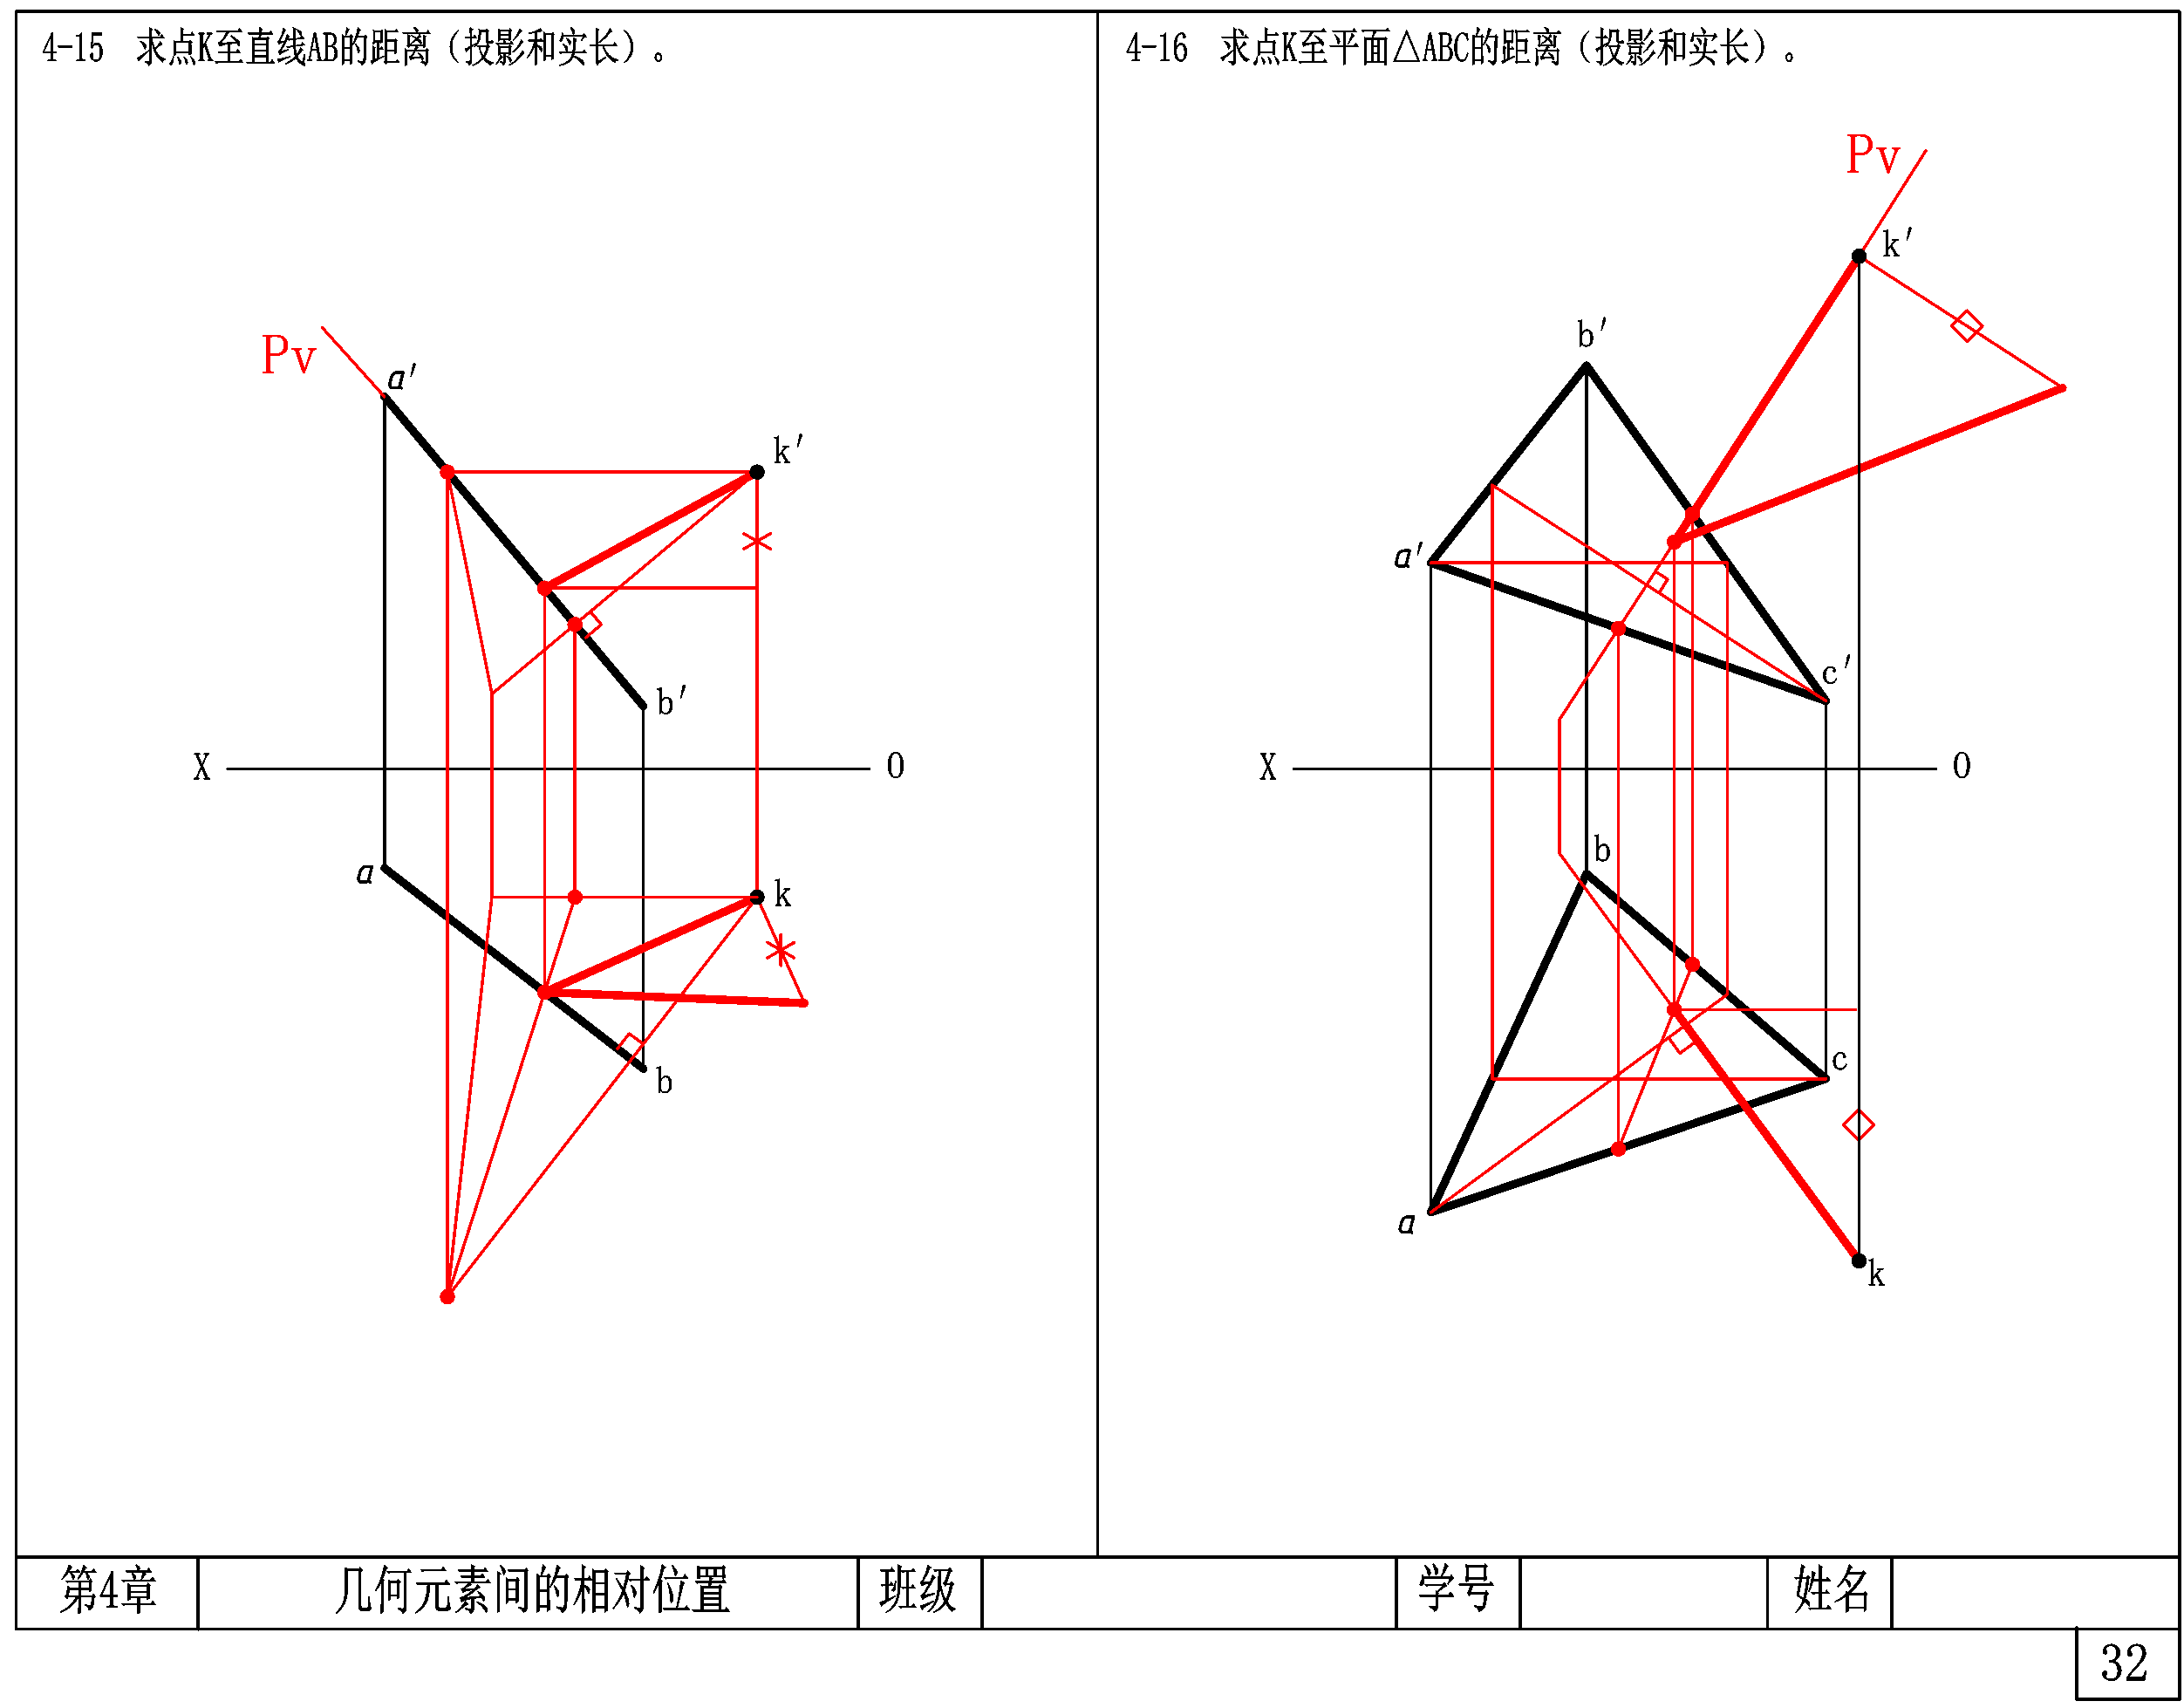 4-15 求点K至直线AB的距离（投影和实长）。
Pv
a′
k′
b′
X
O
a
k
b
4-16 求点K至平面△ABC的距离（投影和实长）。
Pv
k′
b′
a′
c′
X
O
b
c
a
k
第4章 几何元素间的相对位置 班级 学号 姓名
32